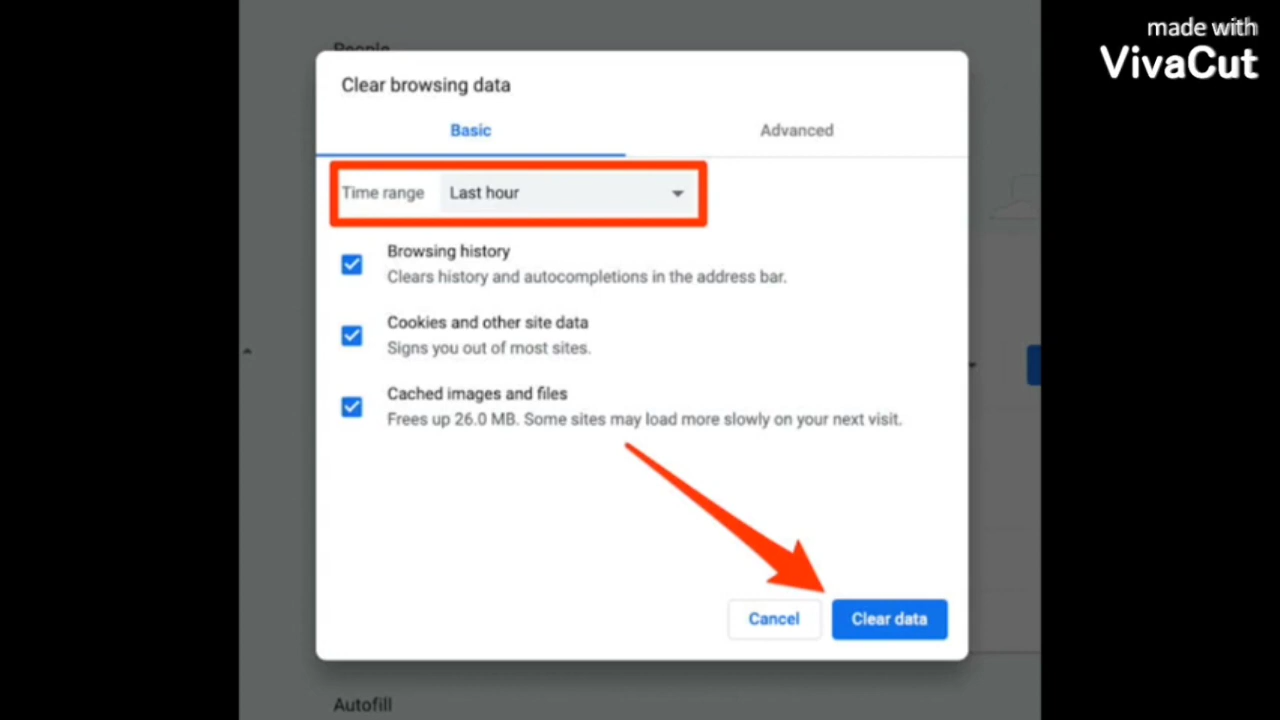 made with
VivaCut
People
Clear browsing data
Basic
Advanced
Time range
Last hour
Browsing history
Clears history and autocompletions in the address bar.
Cookies and other site data
Signs you out of most sites.
Cached images and files
Frees up 26.0 MB. Some sites may load more slowly on your next visit.
Cancel
Clear data
Autofill